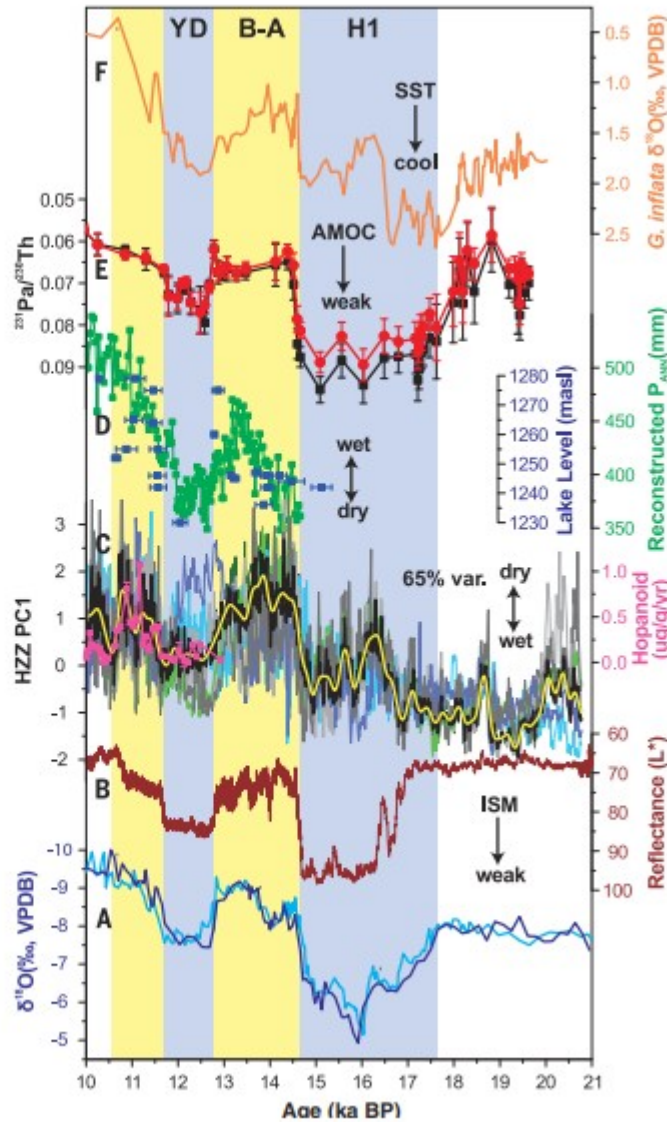 YD B-A H1
F
SST
cool
0.5
1.0
1.5
2.0
2.5
G. inflata δ¹⁸O(‰, VPDB)
0.05
0.06
0.07
0.08
0.09
²³¹Pa/²³⁰Th
E
AMOC
weak
D
wet
dry
1280
1270
1260
1250
1240
1230
Lake Level (masl)
500
450
400
350
Reconstructed P (mm)
3
2
1
0
-1
-2
HZZ PC1
C
65% var.
dry
wet
1.0
0.5
0.0
Hopanoid
(µg/g/yr)
B
60
70
80
90
100
Reflectance (L*)
ISM
weak
-10
-9
-8
-7
-6
-5
δ¹⁸O(‰, VPDB)
A
10 11 12 13 14 15 16 17 18 19 20 21
Age (ka BP)